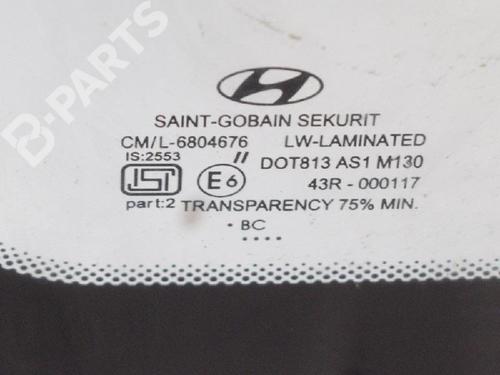 B-PARTS
SAINT-GOBAIN SEKURIT
CM/L-6804676 LW-LAMINATED
IS:2553 // DOT813 AS1 M130
E6 43R - 000117
part:2 TRANSPARENCY 75% MIN.
• BC
....